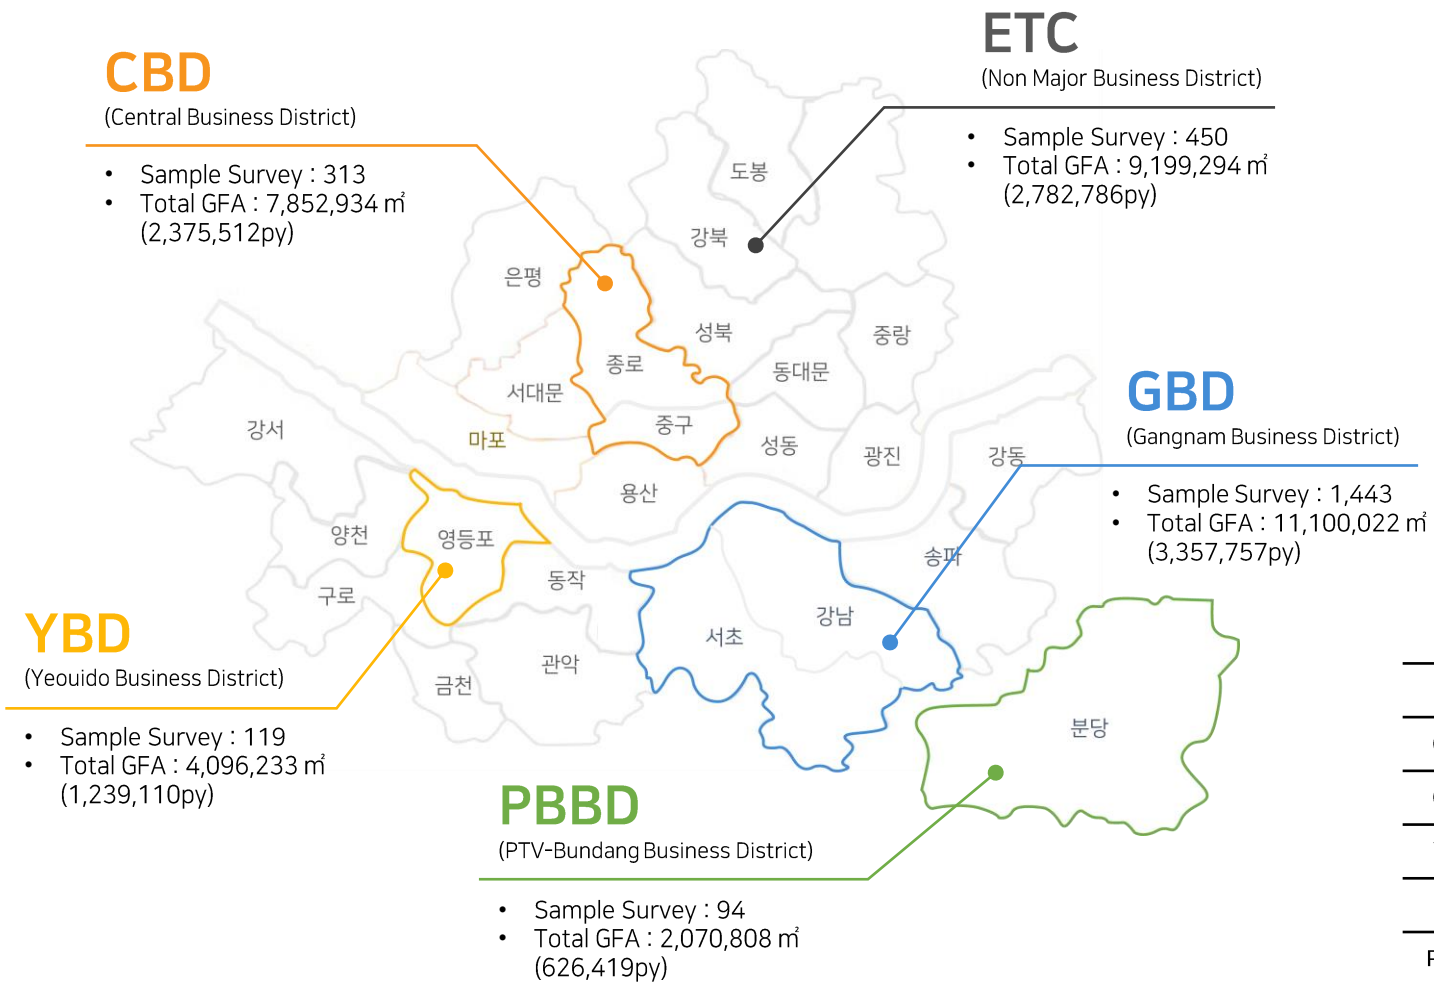 ETC
(Non Major Business District)
• Sample Survey : 450
• Total GFA : 9,199,294 ㎡
(2,782,786py)
CBD
(Central Business District)
• Sample Survey : 313
• Total GFA : 7,852,934 ㎡
(2,375,512py)
도봉
강북
은평
성북
중랑
종로
동대문
서대문
중구
마포
강서
성동
광진
강동
용산
GBD
(Gangnam Business District)
• Sample Survey : 1,443
• Total GFA : 11,100,022 ㎡
(3,357,757py)
양천
영등포
동작
송파
구로
강남
서초
관악
금천
분당
YBD
(Yeouido Business District)
• Sample Survey : 119
• Total GFA : 4,096,233 ㎡
(1,239,110py)
PBBD
(PTV-Bundang Business District)
• Sample Survey : 94
• Total GFA : 2,070,808 ㎡
(626,419py)